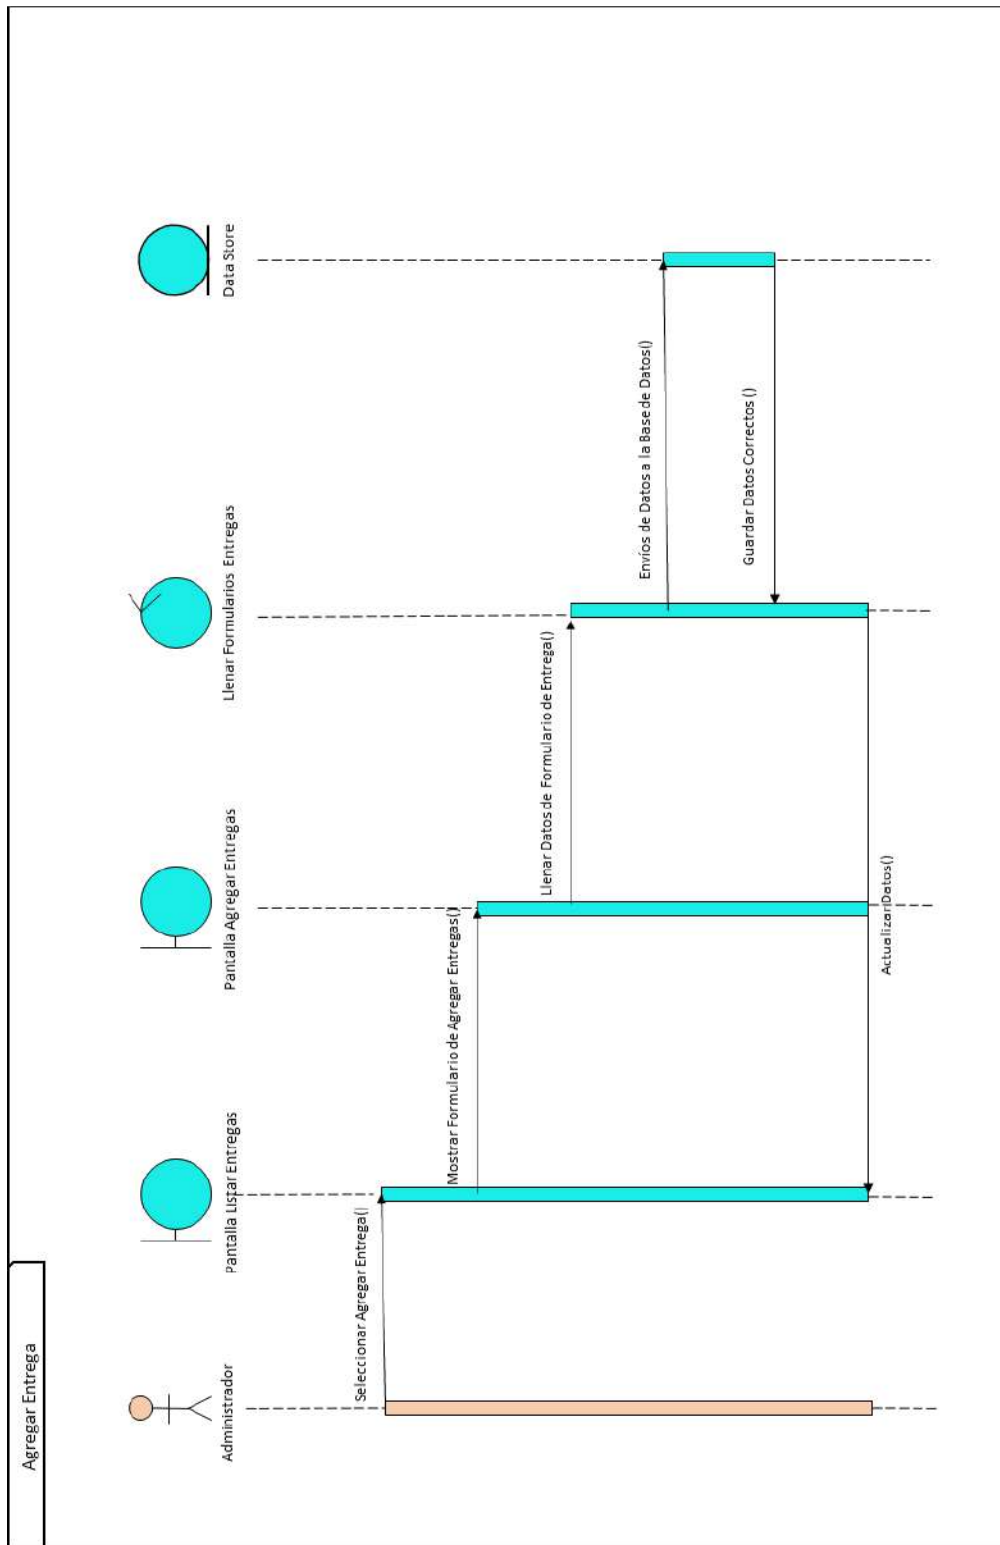 Agregar Entrega
Administrador
Pantalla Listar Entregas
Pantalla Agregar Entregas
Llenar Formularios Entregas
Data Store
Seleccionar Agregar Entrega()
Mostrar Formulario de Agregar Entregas()
Llenar Datos de Formulario de Entrega()
Envíos de Datos a la Base de Datos()
Guardar Datos Correctos ()
Actualizar Datos()